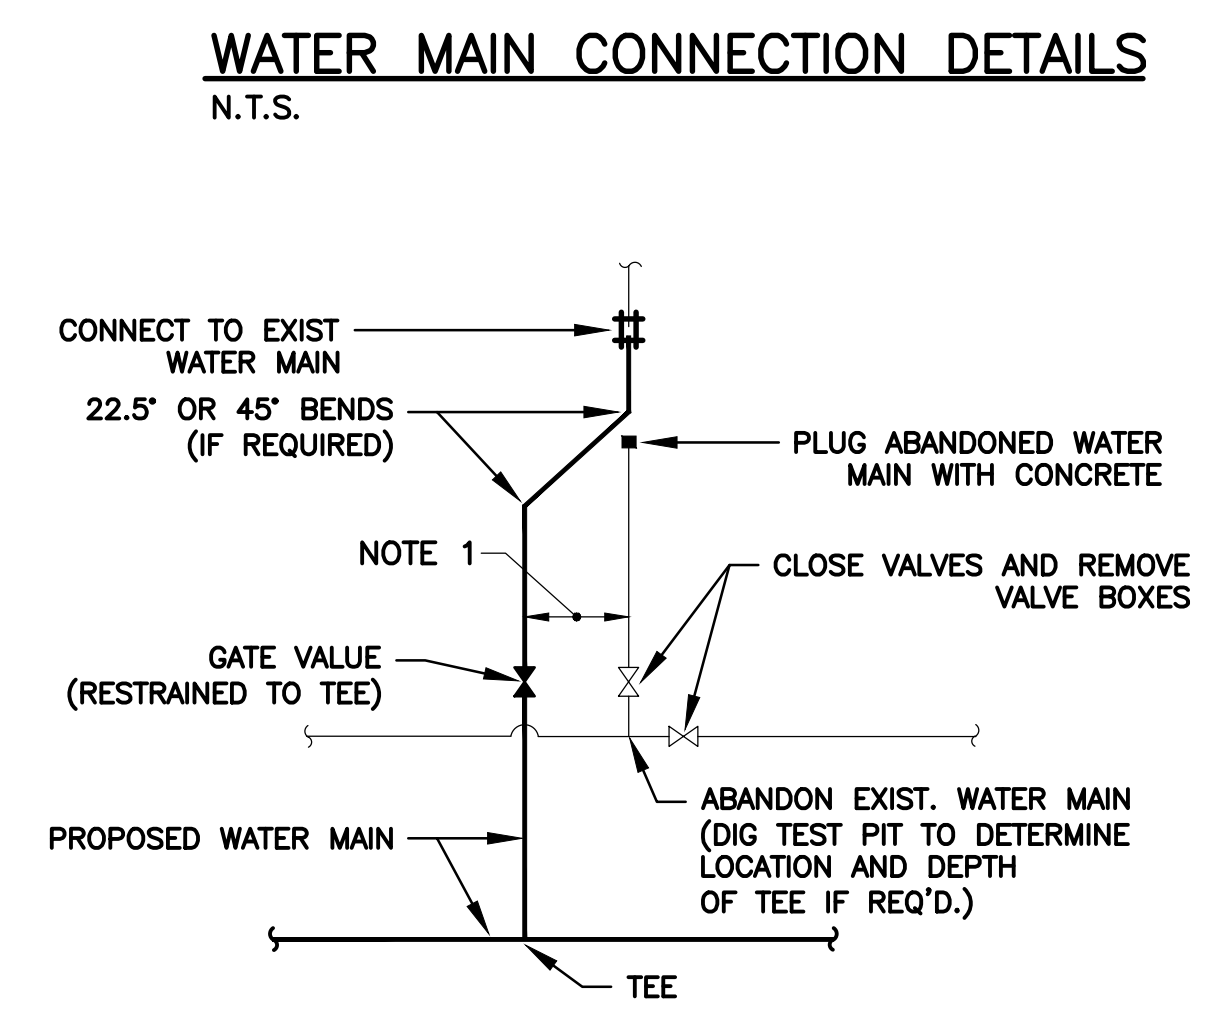 WATER MAIN CONNECTION DETAILS
N.T.S.
CONNECT TO EXIST
WATER MAIN
22.5° OR 45° BENDS
(IF REQUIRED)
PLUG ABANDONED WATER
MAIN WITH CONCRETE
NOTE 1
CLOSE VALVES AND REMOVE
VALVE BOXES
GATE VALUE
(RESTRAINED TO TEE)
ABANDON EXIST. WATER MAIN
(DIG TEST PIT TO DETERMINE
LOCATION AND DEPTH
OF TEE IF REQ'D.)
PROPOSED WATER MAIN
TEE